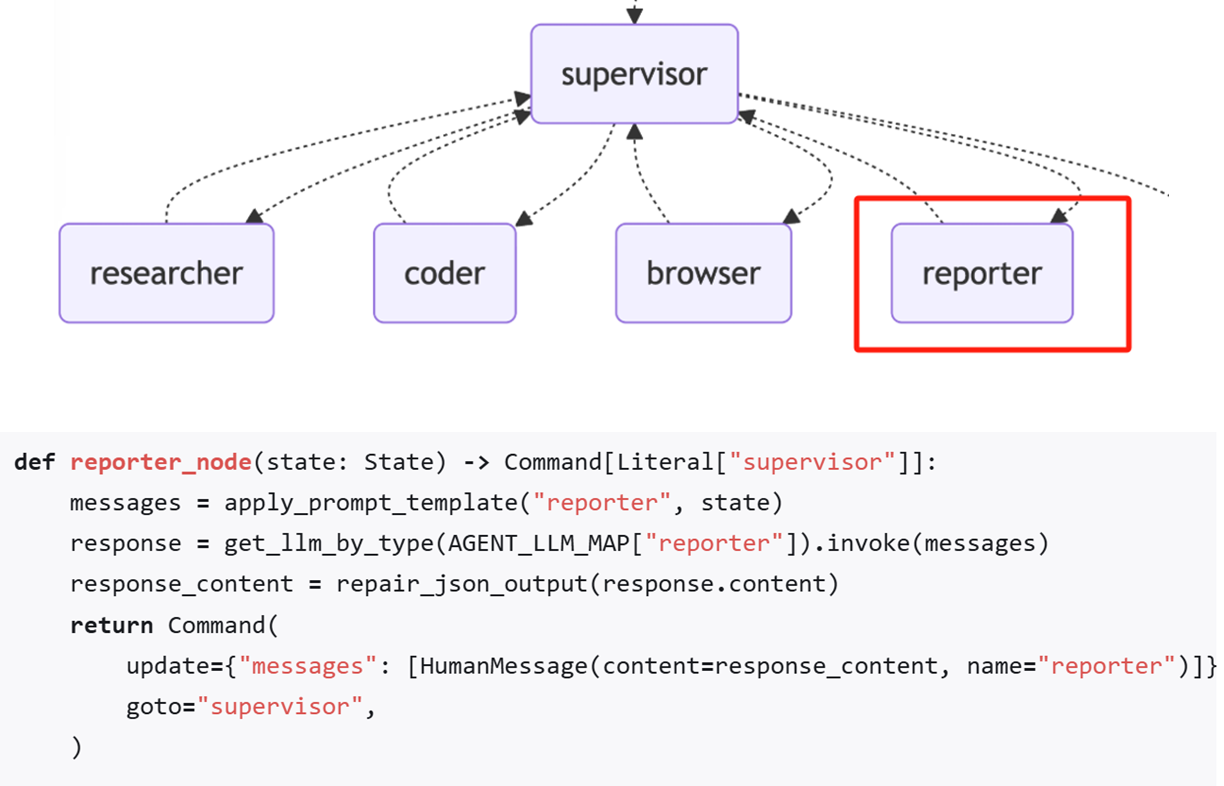 supervisor
researcher
coder
browser
reporter
def reporter_node(state: State) -> Command[Literal["supervisor"]]:
    messages = apply_prompt_template("reporter", state)
    response = get_llm_by_type(AGENT_LLM_MAP["reporter"]).invoke(messages)
    response_content = repair_json_output(response.content)
    return Command(
        update={"messages": [HumanMessage(content=response_content, name="reporter")]}
        goto="supervisor",
    )